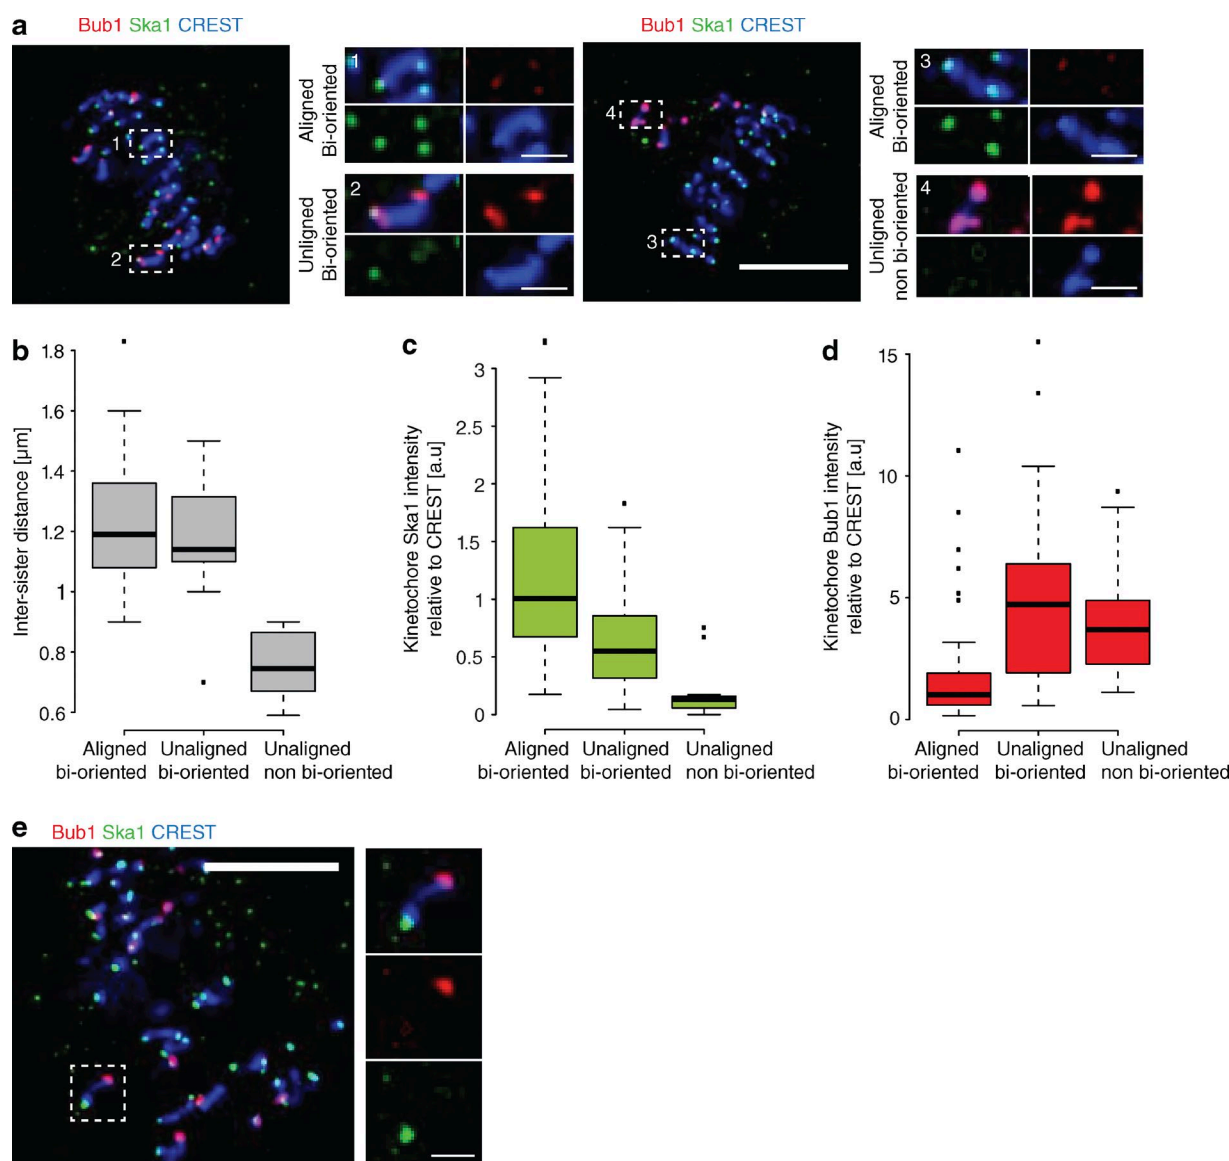 a
Bub1 Ska1 CREST
1
2
Aligned
Bi-oriented
1
Unligned
Bi-oriented
2
Bub1 Ska1 CREST
4
3
Aligned
Bi-oriented
3
Unligned
non bi-oriented
4
b
Inter-sister distance [µm]
1.8
1.6
1.4
1.2
1
0.8
0.6
Aligned
bi-oriented
Unaligned
bi-oriented
Unaligned
non bi-oriented
c
Kinetochore Ska1 intensity
relative to CREST [a.u]
3
2.5
2
1.5
1
0.5
0
Aligned
bi-oriented
Unaligned
bi-oriented
Unaligned
non bi-oriented
d
Kinetochore Bub1 intensity
relative to CREST [a.u]
15
10
5
0
Aligned
bi-oriented
Unaligned
bi-oriented
Unaligned
non bi-oriented
e
Bub1 Ska1 CREST